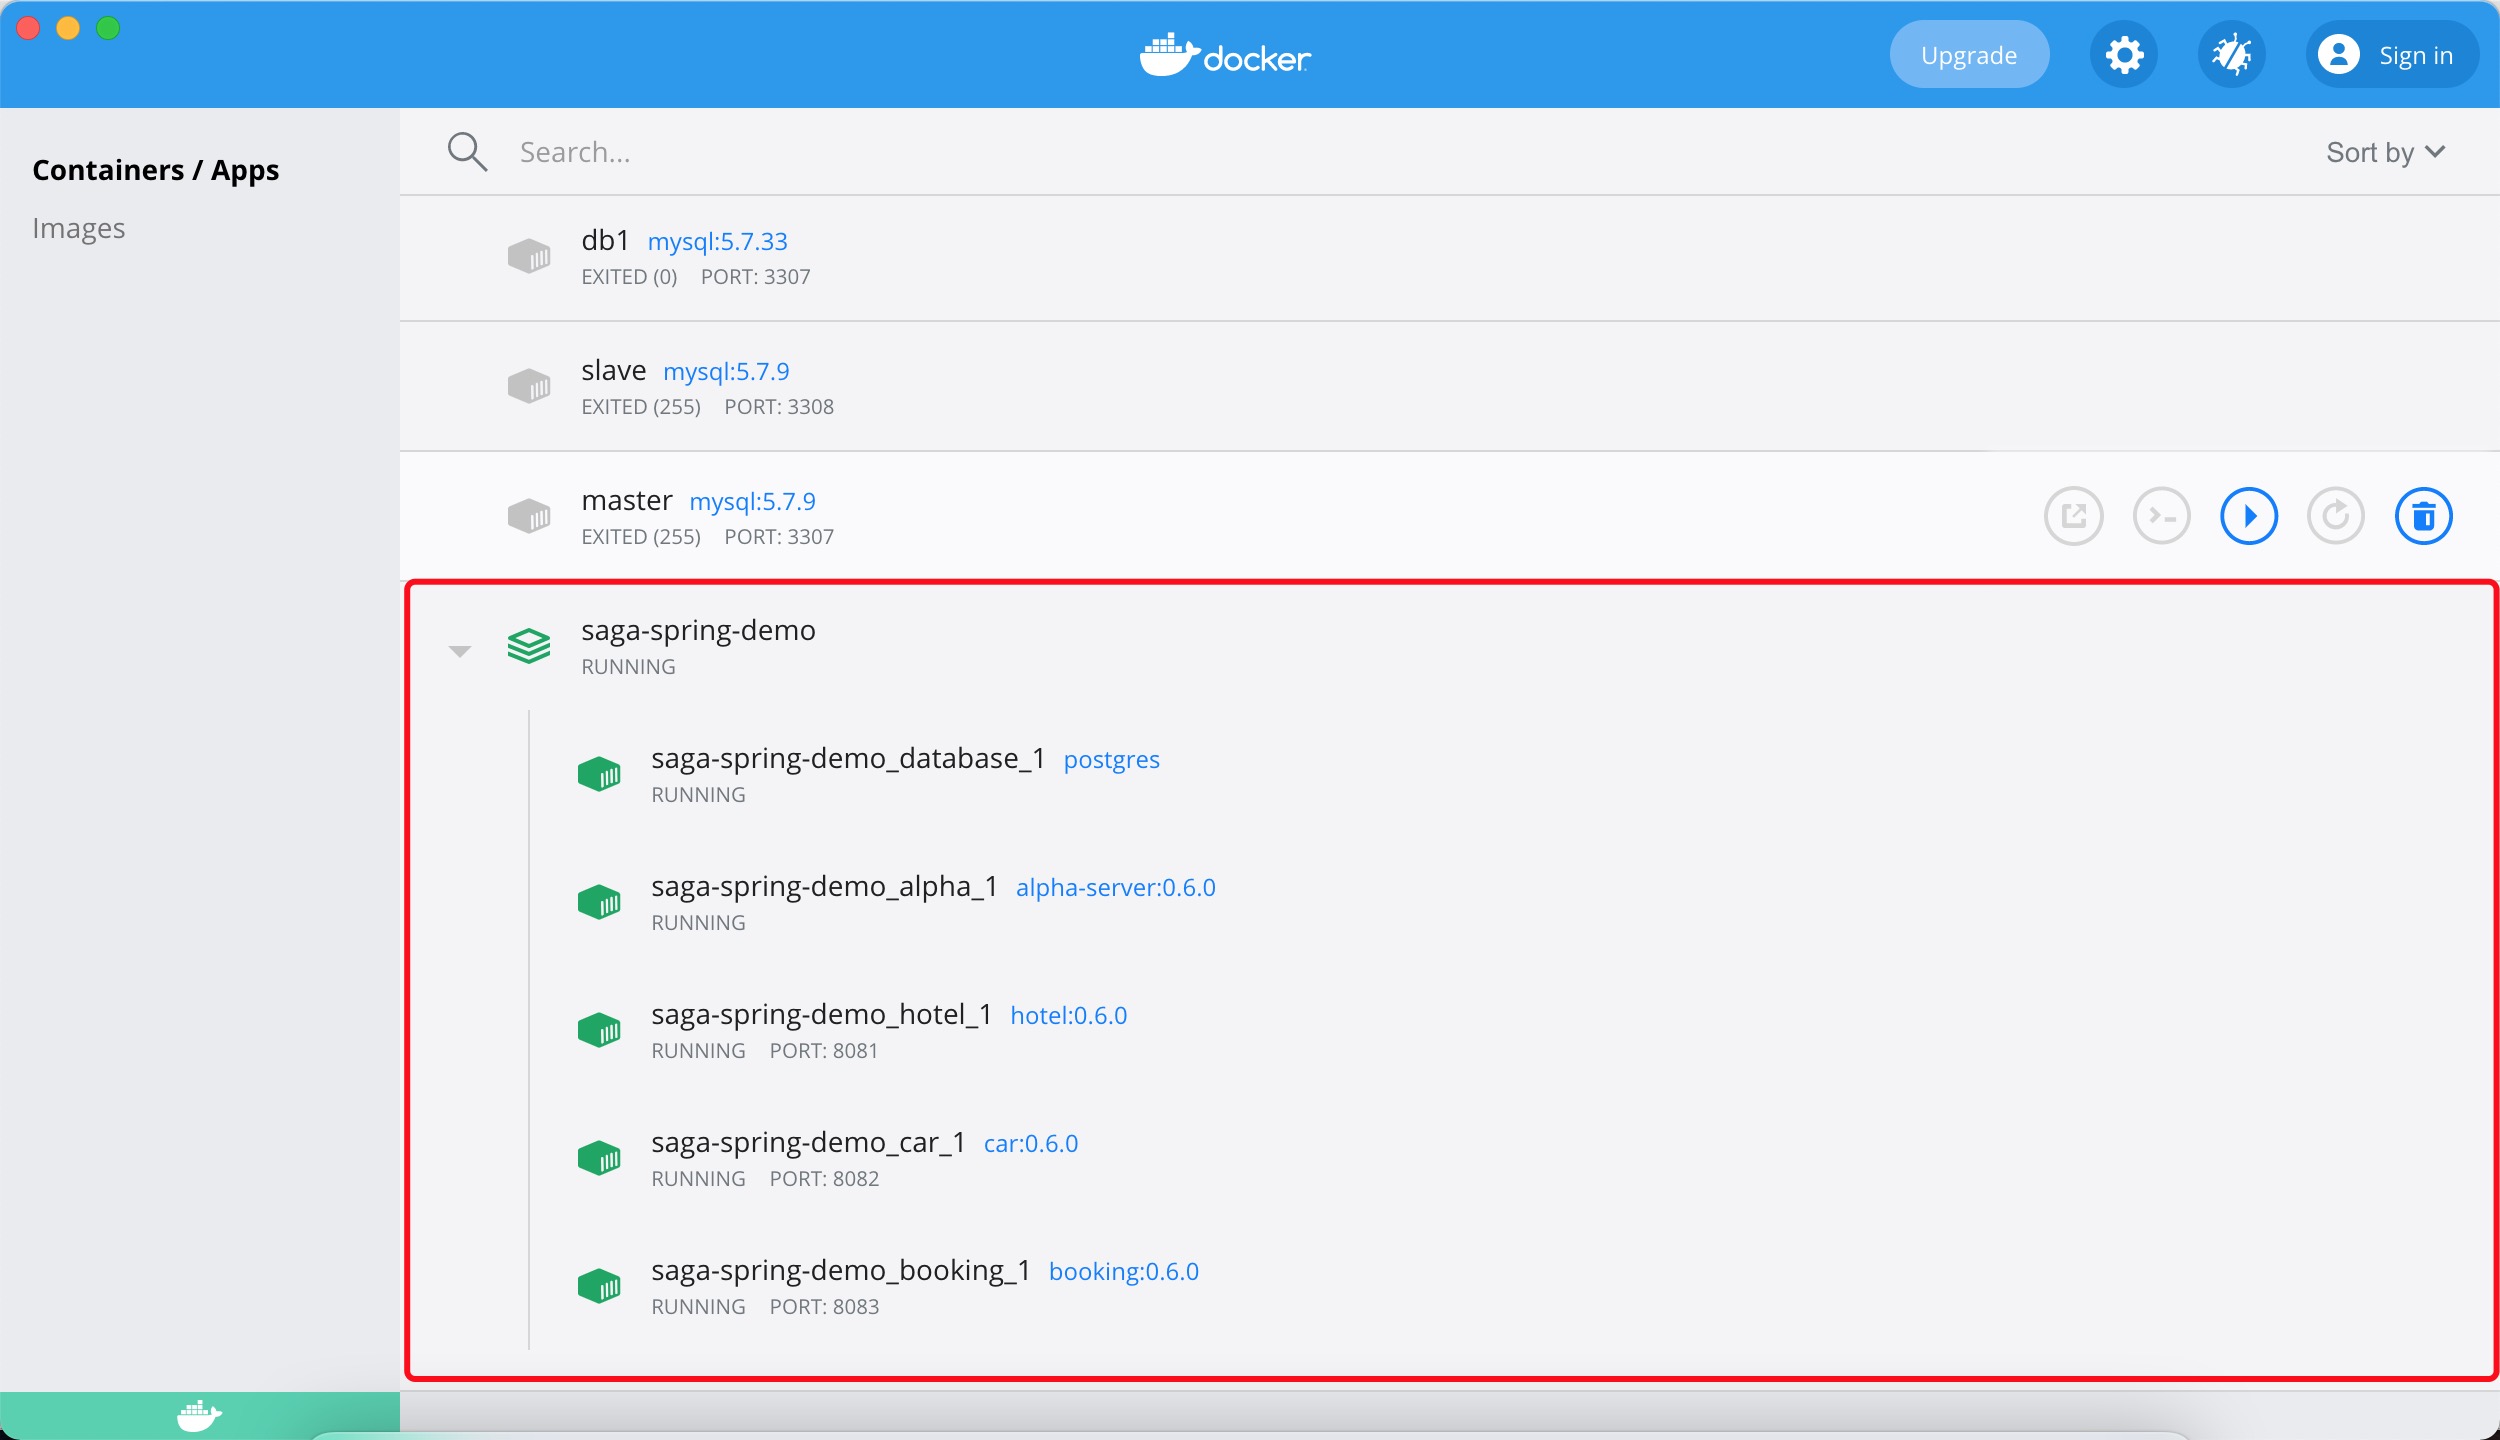 docker
Upgrade
Sign in
Containers / Apps
Images
Search...
Sort by
db1 mysql:5.7.33
EXITED (0) PORT: 3307
slave mysql:5.7.9
EXITED (255) PORT: 3308
master mysql:5.7.9
EXITED (255) PORT: 3307
saga-spring-demo
RUNNING
saga-spring-demo_database_1 postgres
RUNNING
saga-spring-demo_alpha_1 alpha-server:0.6.0
RUNNING
saga-spring-demo_hotel_1 hotel:0.6.0
RUNNING PORT: 8081
saga-spring-demo_car_1 car:0.6.0
RUNNING PORT: 8082
saga-spring-demo_booking_1 booking:0.6.0
RUNNING PORT: 8083